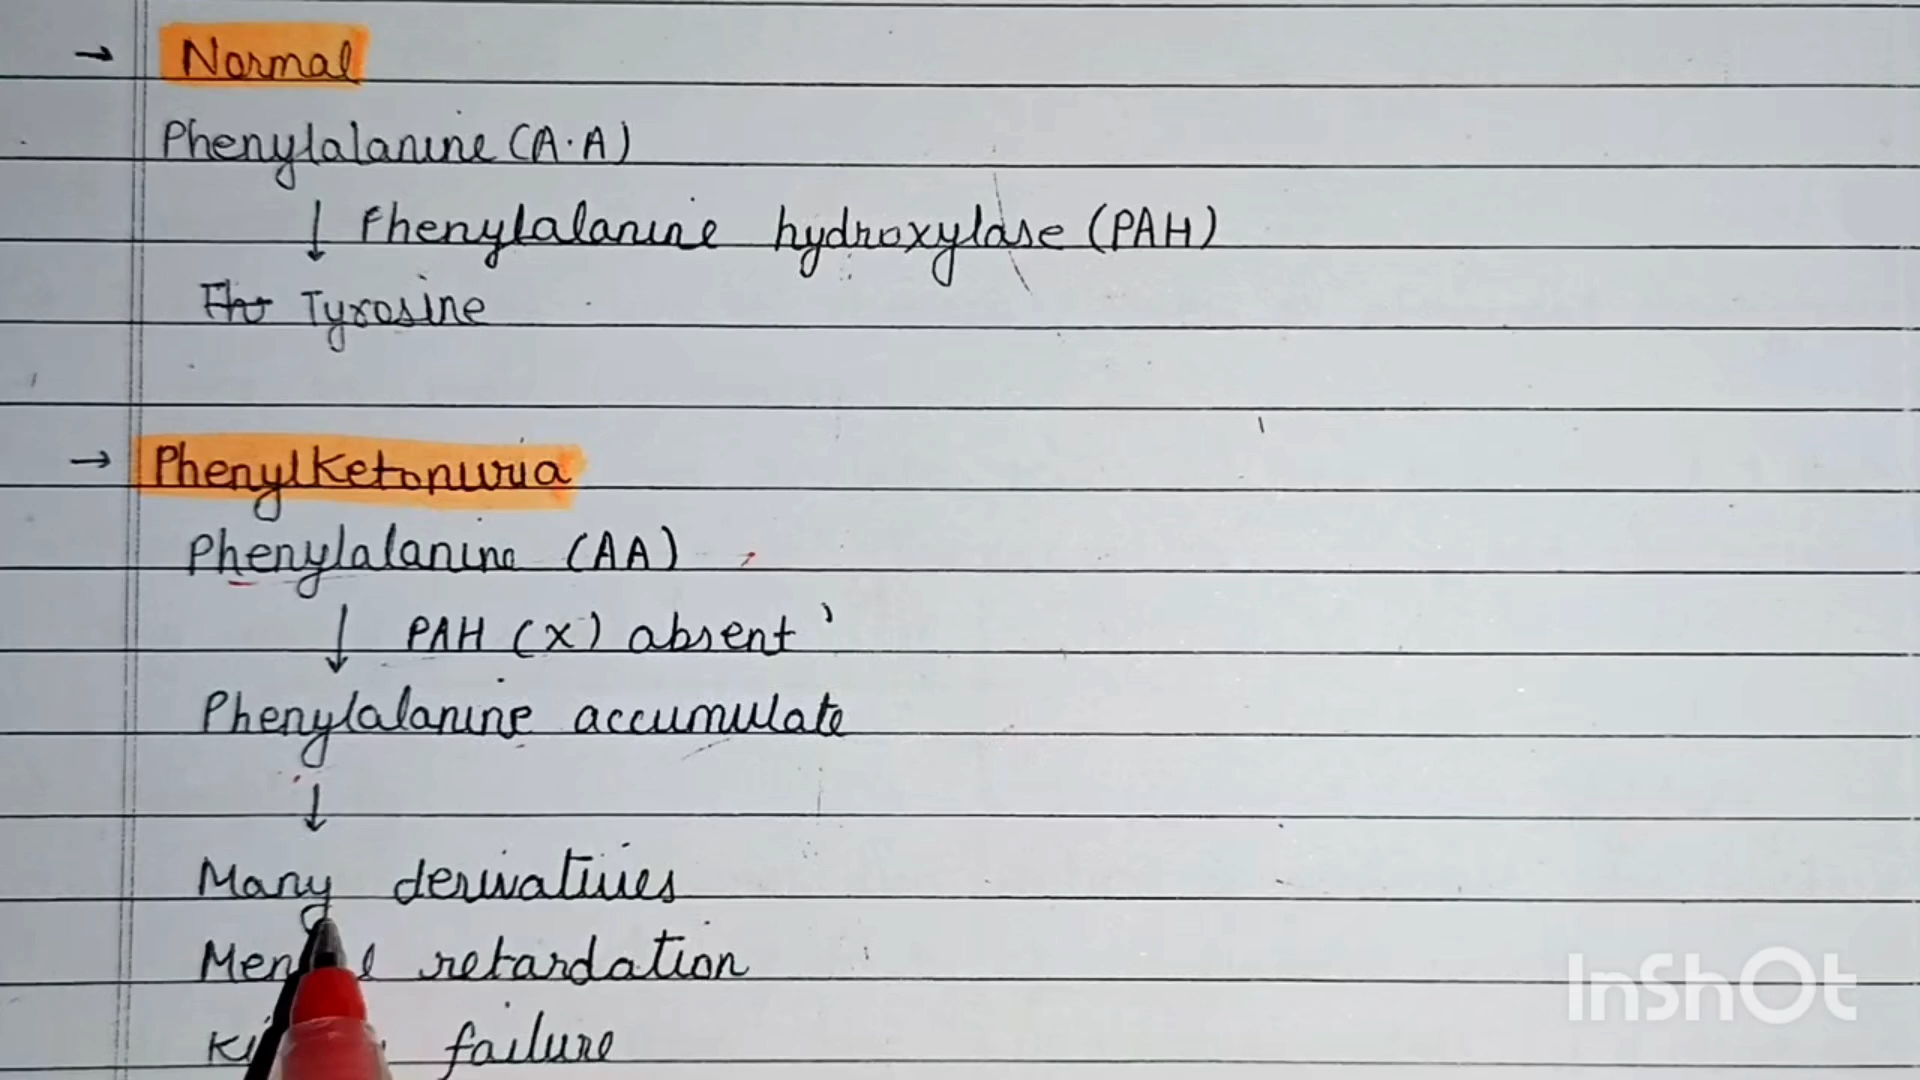 → Normal
Phenylalanine (A.A)
↓ Phenylalanine hydroxylase (PAH)
Tyrosine
→ Phenylketonuria
Phenylalanine (AA)
↓ PAH (x) absent
Phenylalanine accumulate
↓
Many derivatives
retardation
failure
InShOt